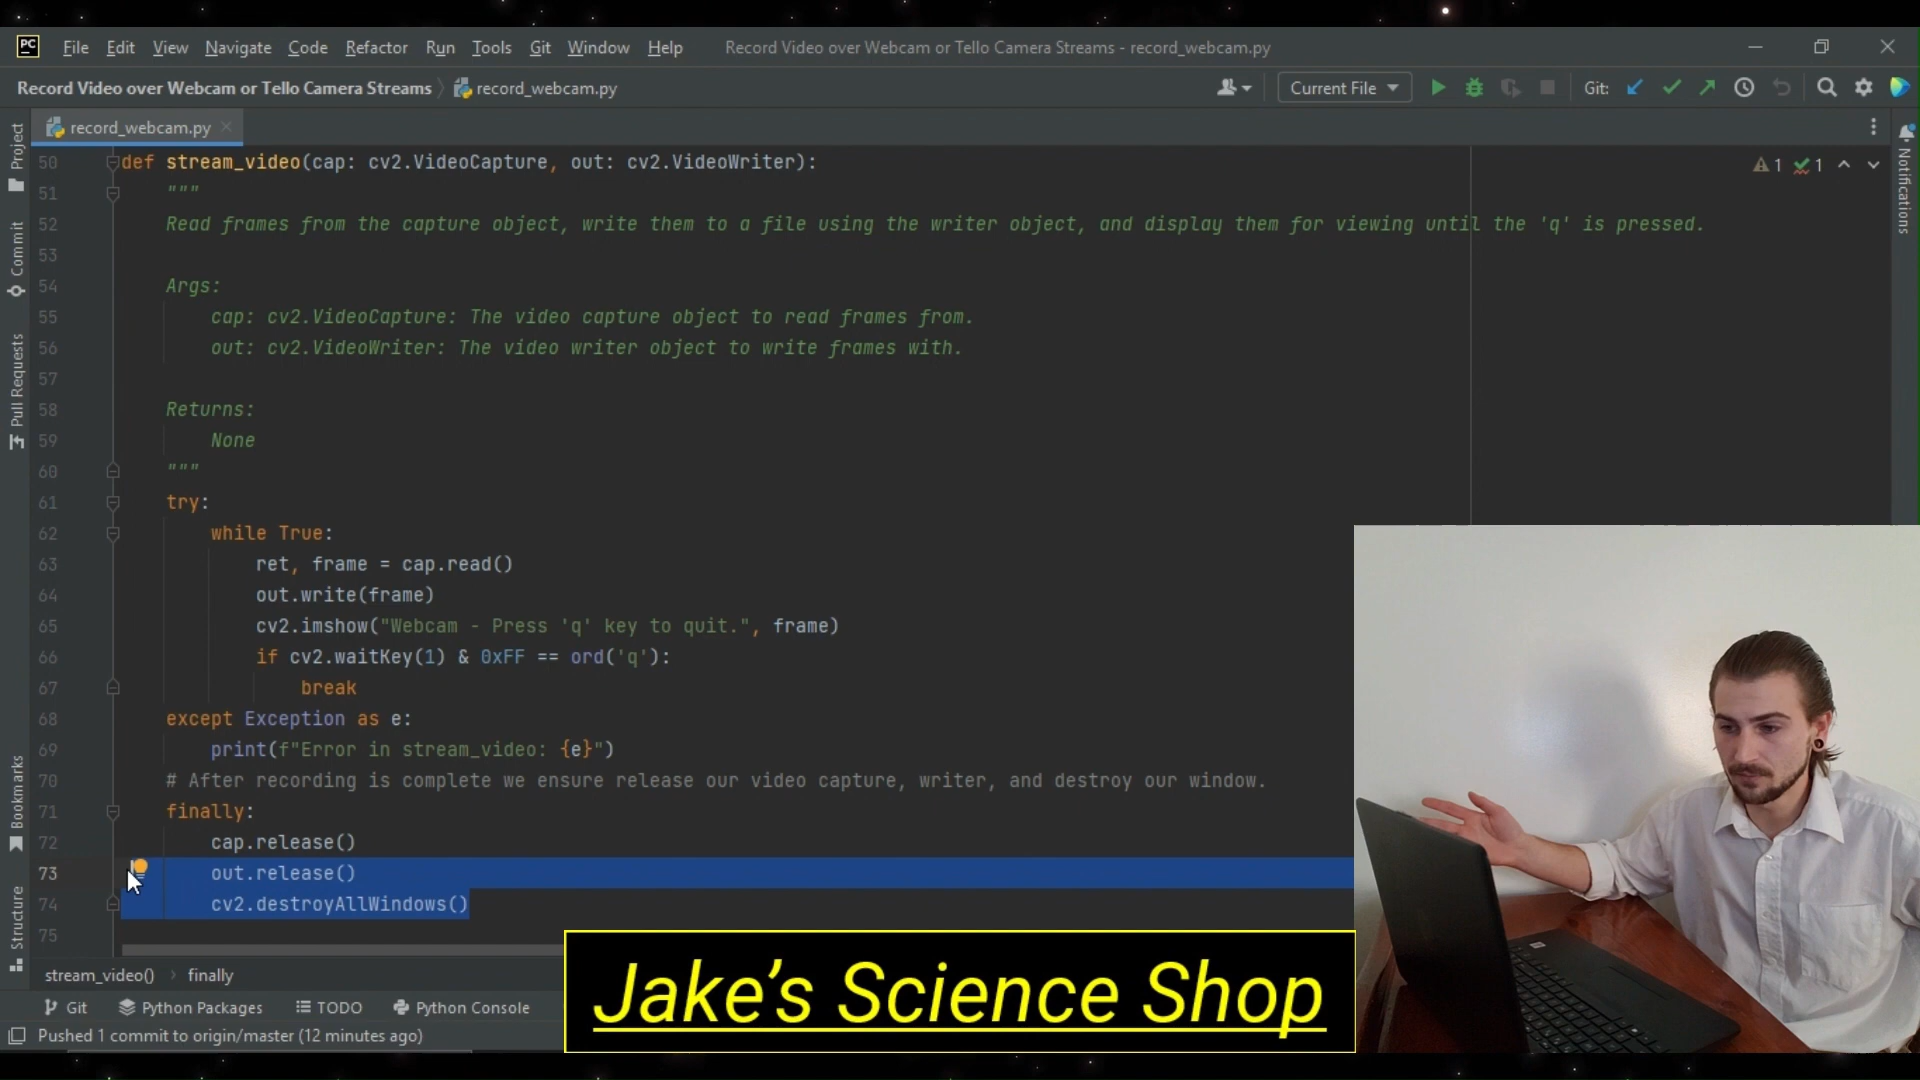 PC File Edit View Navigate Code Refactor Run Tools Git Window Help Record Video over Webcam or Tello Camera Streams - record_webcam.py
Record Video over Webcam or Tello Camera Streams record_webcam.py Current File Git:
record_webcam.py
Project
Commit
Pull Requests
Bookmarks
Structure
Notifications
1 1
50 def stream_video(cap: cv2.VideoCapture, out: cv2.VideoWriter):
51 """
52 Read frames from the capture object, write them to a file using the writer object, and display them for viewing until the 'q' is pressed.
53
54 Args:
55 cap: cv2.VideoCapture: The video capture object to read frames from.
56 out: cv2.VideoWriter: The video writer object to write frames with.
57
58 Returns:
59 None
60 """
61 try:
62 while True:
63 ret, frame = cap.read()
64 out.write(frame)
65 cv2.imshow("Webcam - Press 'q' key to quit.", frame)
66 if cv2.waitKey(1) & 0xFF == ord('q'):
67 break
68 except Exception as e:
69 print(f"Error in stream_video: {e}")
70 # After recording is complete we ensure release our video capture, writer, and destroy our window.
71 finally:
72 cap.release()
73 out.release()
74 cv2.destroyAllWindows()
75
stream_video() finally
Git Python Packages TODO Python Console
Pushed 1 commit to origin/master (12 minutes ago)
Jake's Science Shop